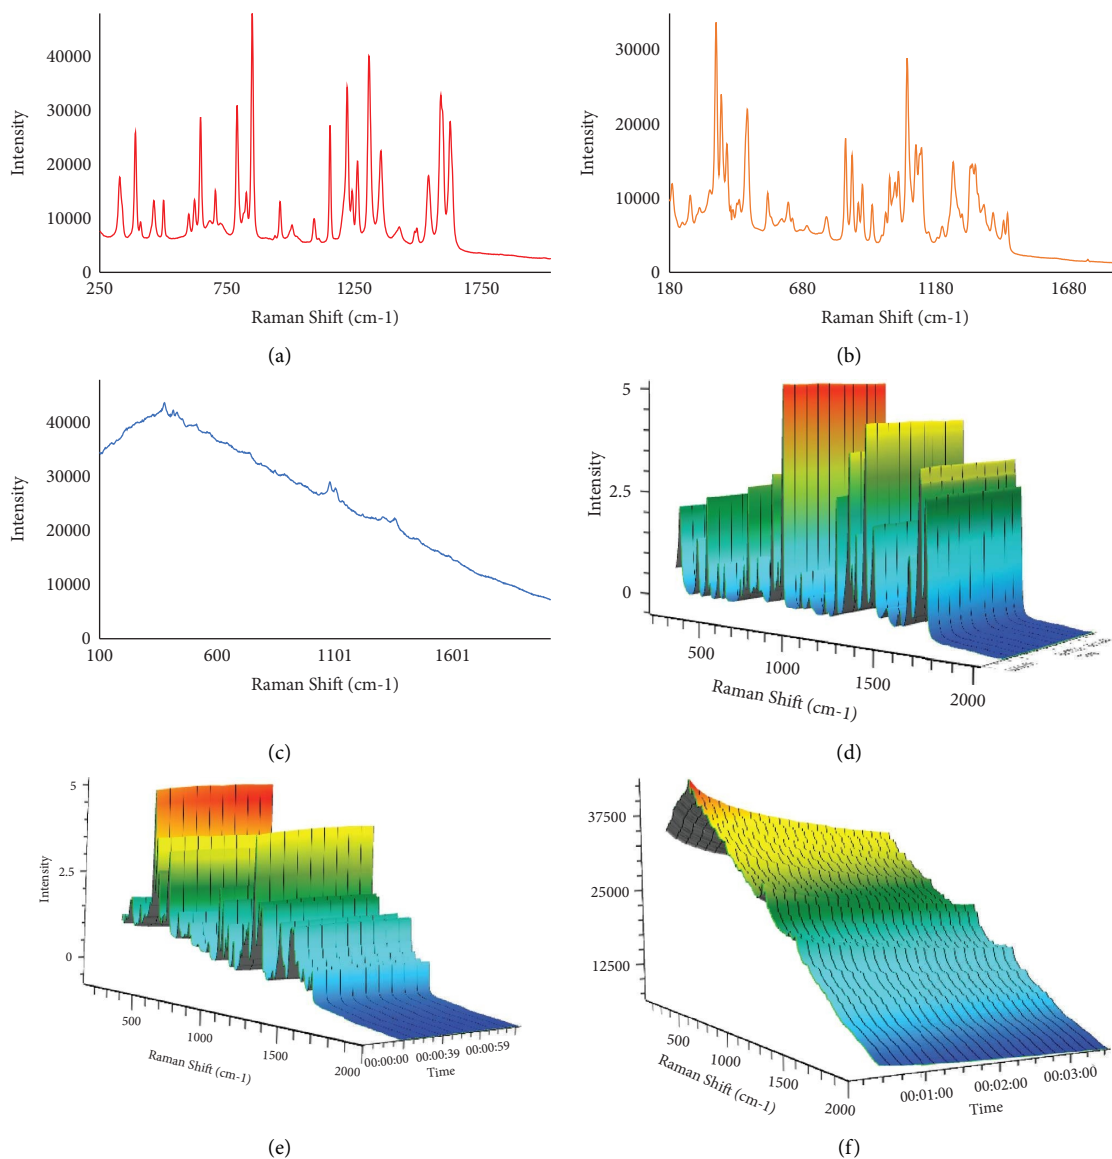 40000
30000
20000
10000
0
Intensity
250 750 1250 1750
Raman Shift (cm-1)
(a)
30000
20000
10000
0
Intensity
180 680 1180 1680
Raman Shift (cm-1)
(b)
40000
30000
20000
10000
0
Intensity
100 600 1101 1601
Raman Shift (cm-1)
(c)
5
2.5
0
Intensity
500 1000 1500 2000
Raman Shift (cm-1)
(d)
5
2.5
0
Intensity
500 1000 1500 2000
Raman Shift (cm-1)
00:00:00 00:00:39 00:00:59
Time
(e)
37500
25000
12500
500 1000 1500 2000
Raman Shift (cm-1)
00:01:00 00:02:00 00:03:00
Time
(f)